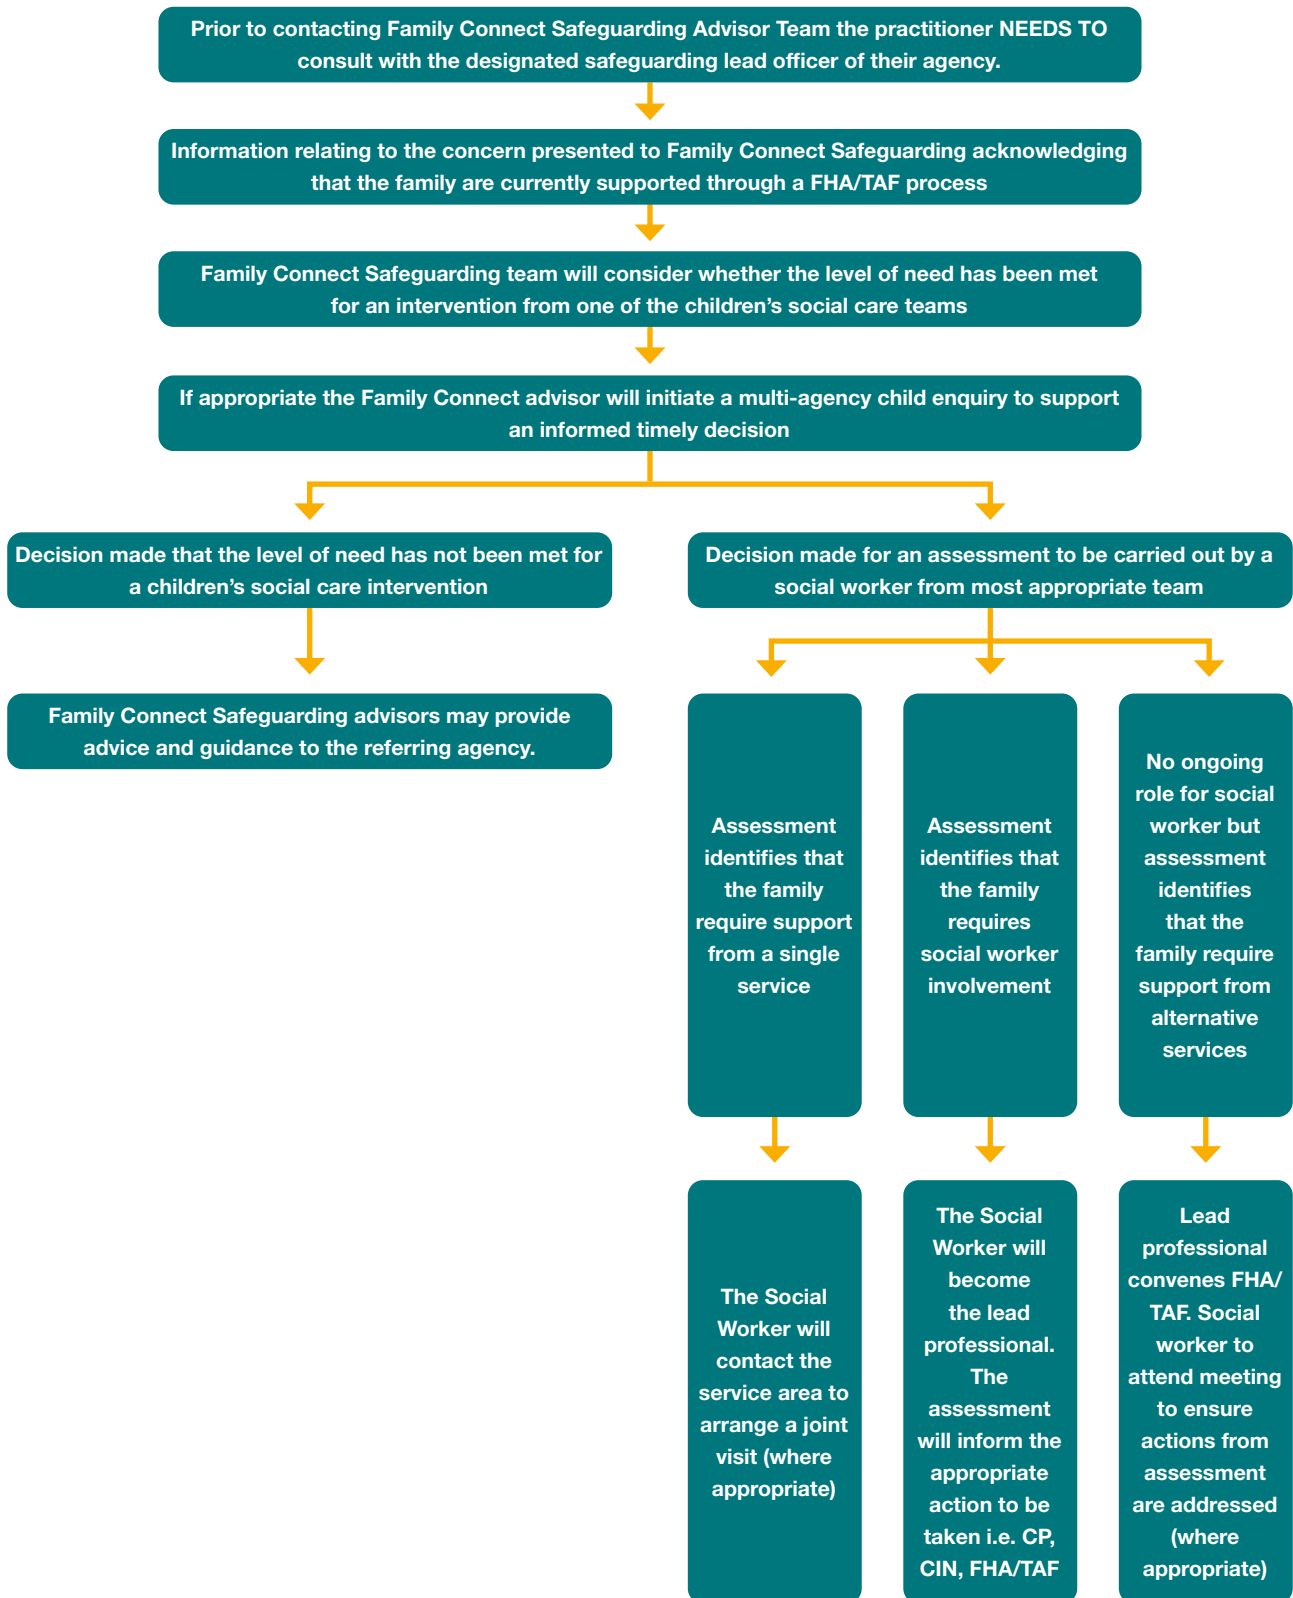 Prior to contacting Family Connect Safeguarding Advisor Team the practitioner NEEDS TO
consult with the designated safeguarding lead officer of their agency.
Information relating to the concern presented to Family Connect Safeguarding acknowledging
that the family are currently supported through a FHA/TAF process
Family Connect Safeguarding team will consider whether the level of need has been met
for an intervention from one of the children's social care teams
If appropriate the Family Connect advisor will initiate a multi-agency child enquiry to support
an informed timely decision
Decision made that the level of need has not been met for
a children's social care intervention
Family Connect Safeguarding advisors may provide
advice and guidance to the referring agency.
Decision made for an assessment to be carried out by a
social worker from most appropriate team
Assessment
identifies that
the family
require support
from a single
service
The Social
Worker will
contact the
service area to
arrange a joint
visit (where
appropriate)
Assessment
identifies that
the family
requires
social worker
involvement
The Social
Worker will
become
the lead
professional.
The
assessment
will inform the
appropriate
action to be
taken i.e. CP,
CIN, FHA/TAF
No ongoing
role for social
worker but
assessment
identifies
that the
family require
support from
alternative
services
Lead
professional
convenes FHA/
TAF. Social
worker to
attend meeting
to ensure
actions from
assessment
are addressed
(where
appropriate)